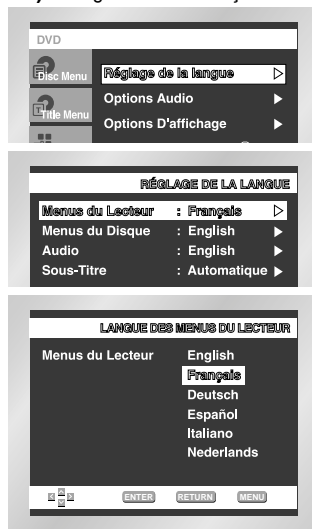 DVD
Disc Menu
Réglage de la langue
Title Menu
Options Audio
Options D'affichage
RÉGLAGE DE LA LANGUE
Menus du Lecteur : Français
Menus du Disque : English
Audio : English
Sous-Titre : Automatique
LANGUE DES MENUS DU LECTEUR
Menus du Lecteur English
Français
Deutsch
Español
Italiano
Nederlands
ENTER RETURN MENU